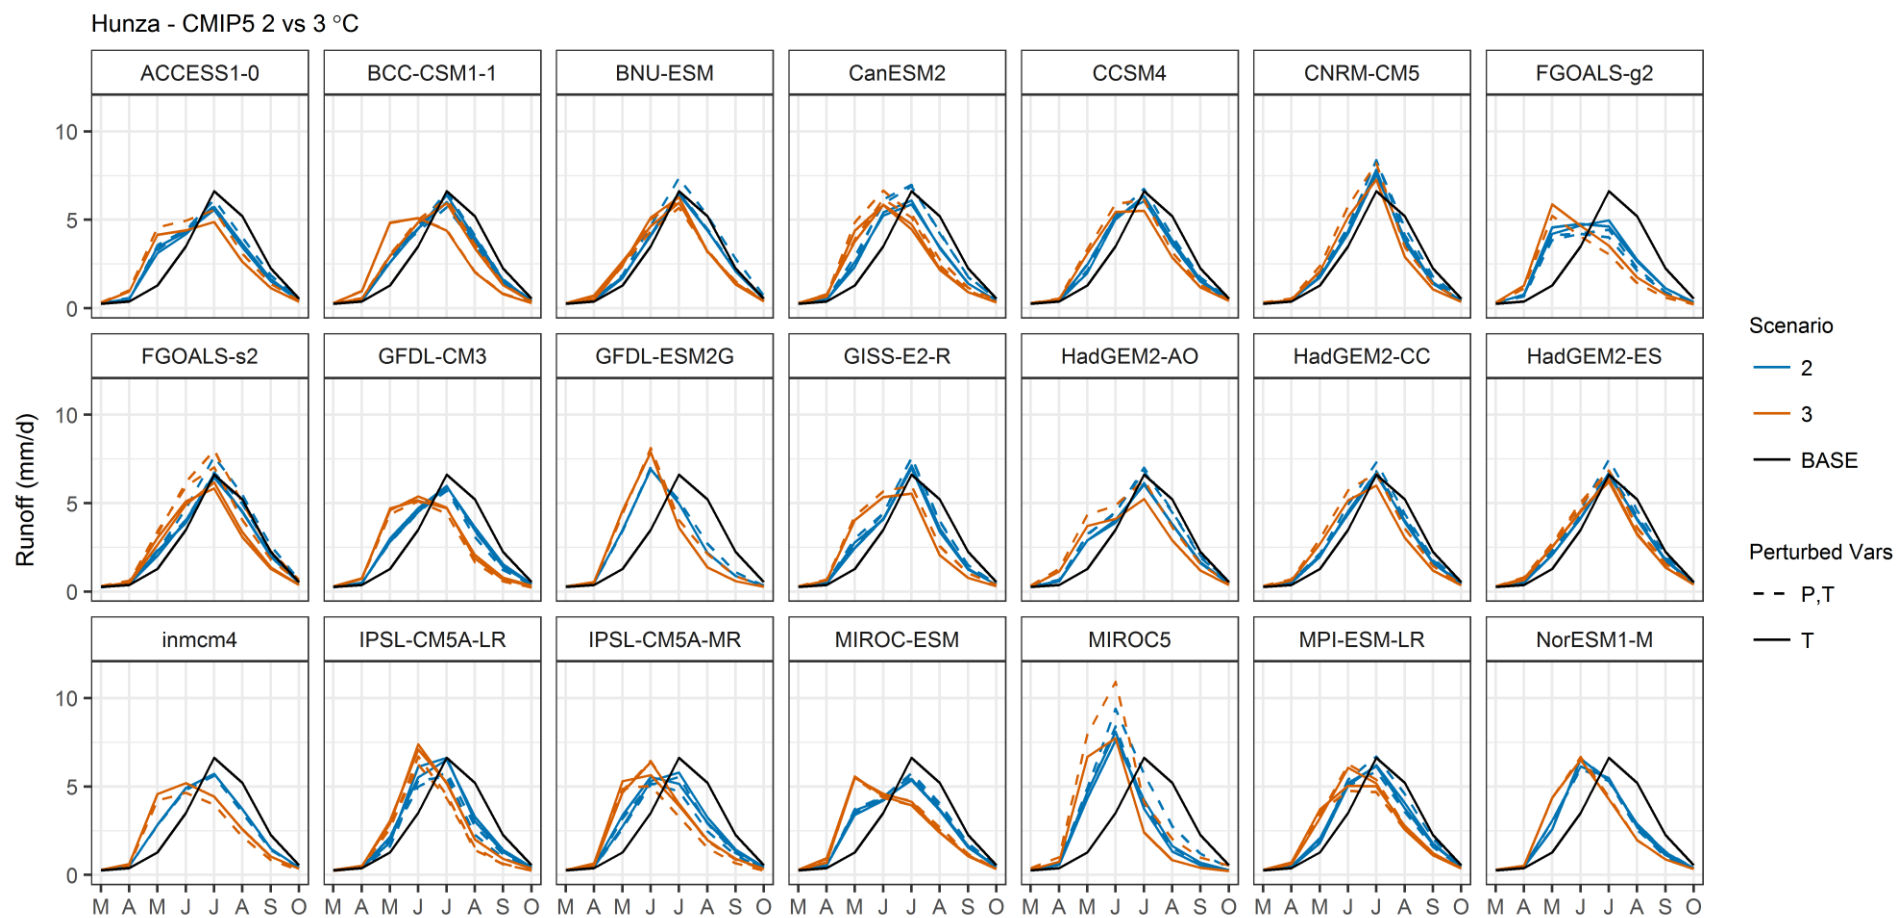 Hunza - CMIP5 2 vs 3 °C
ACCESS1-0 BCC-CSM1-1 BNU-ESM CanESM2 CCSM4 CNRM-CM5 FGOALS-g2
10
5
0
FGOALS-s2 GFDL-CM3 GFDL-ESM2G GISS-E2-R HadGEM2-AO HadGEM2-CC HadGEM2-ES
10
5
0
inmcm4 IPSL-CM5A-LR IPSL-CM5A-MR MIROC-ESM MIROC5 MPI-ESM-LR NorESM1-M
10
5
0
M A M J J A S O M A M J J A S O M A M J J A S O M A M J J A S O M A M J J A S O M A M J J A S O M A M J J A S O
Runoff (mm/d)
Scenario
2
3
BASE
Perturbed Vars
P,T
T